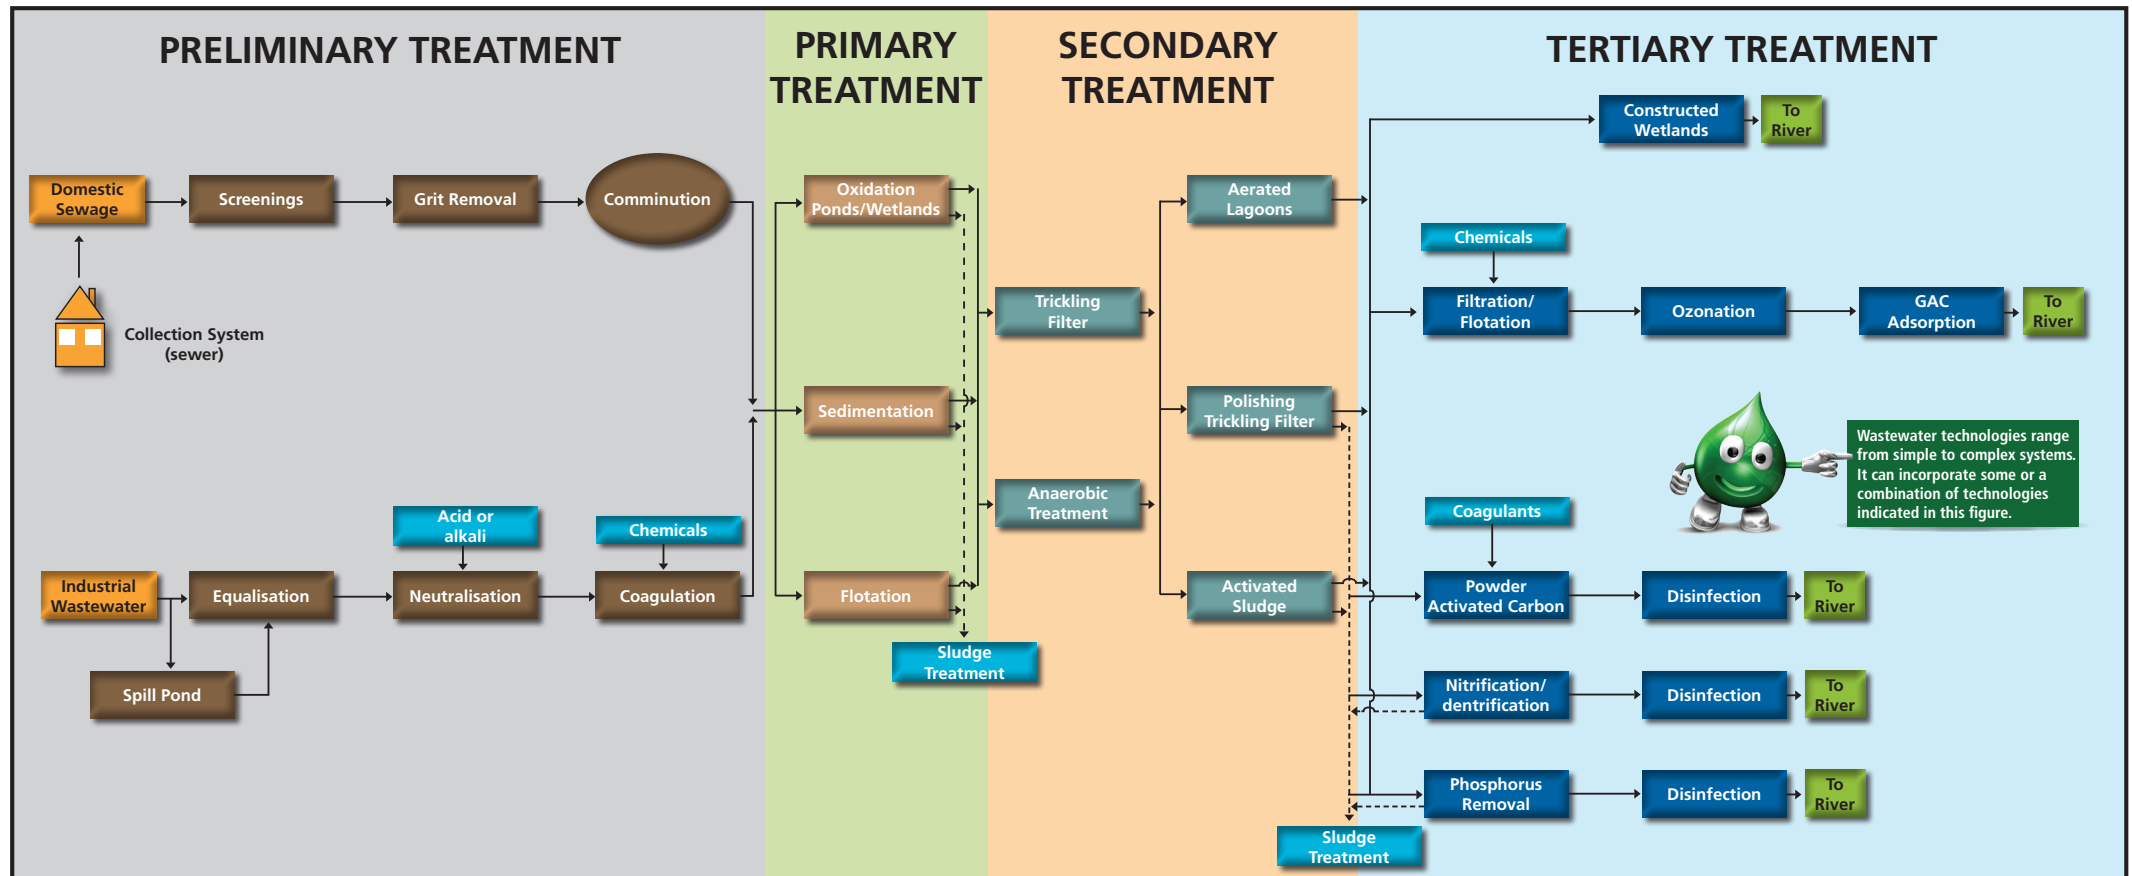 PRELIMINARY TREATMENT
PRIMARY
TREATMENT
SECONDARY
TREATMENT
TERTIARY TREATMENT
Domestic
Sewage
Screenings
Grit Removal
Comminution
Collection System
(sewer)
Industrial
Wastewater
Equalisation
Acid or
alkali
Neutralisation
Chemicals
Coagulation
Spill Pond
Oxidation
Ponds/Wetlands
Sedimentation
Flotation
Sludge
Treatment
Trickling
Filter
Anaerobic
Treatment
Aerated
Lagoons
Polishing
Trickling Filter
Activated
Sludge
Sludge
Treatment
Constructed
Wetlands
To
River
Chemicals
Filtration/
Flotation
Ozonation
GAC
Adsorption
To
River
Wastewater technologies range
from simple to complex systems.
It can incorporate some or a
combination of technologies
indicated in this figure.
Coagulants
Powder
Activated Carbon
Disinfection
To
River
Nitrification/
dentrification
Disinfection
To
River
Phosphorus
Removal
Disinfection
To
River